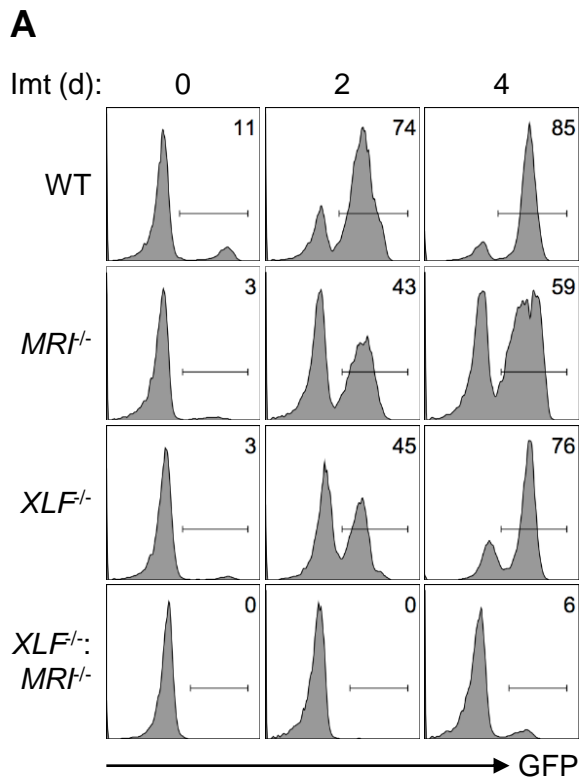 A
Imt (d): 0 2 4
WT 11 74 85
MRI-/- 3 43 59
XLF-/- 3 45 76
XLF-/-:
MRI-/- 0 0 6
GFP